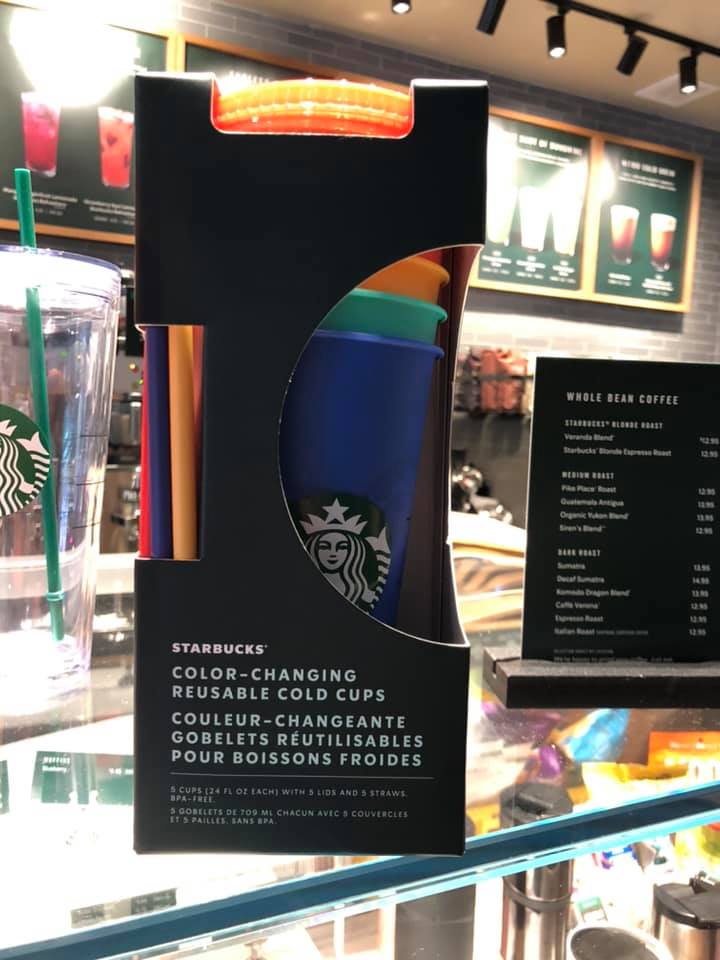 STARBUCKS®
COLOR-CHANGING
REUSABLE COLD CUPS
COULEUR-CHANGEANTE
GOBELETS RÉUTILISABLES
POUR BOISSONS FROIDES
5 CUPS (24 FL OZ EACH) WITH 5 LIDS AND 5 STRAWS.
BPA-FREE.
5 GOBELETS DE 709 ML CHACUN AVEC 5 COUVERCLES
ET 5 PAILLES. SANS BPA.
WHOLE BEAN COFFEE
STARBUCKS® BLONDE ROAST
Veranda Blend® $12.95
Starbucks® Blonde Espresso Roast 12.95
MEDIUM ROAST
Pike Place® Roast 12.95
Guatemala Antigua 13.95
Organic Yukon Blend® 13.95
Siren's Blend™ 12.95
DARK ROAST
Sumatra 13.95
Decaf Sumatra 14.95
Komodo Dragon Blend® 13.95
Caffè Verona® 12.95
Espresso Roast 12.95
Italian Roast 12.95